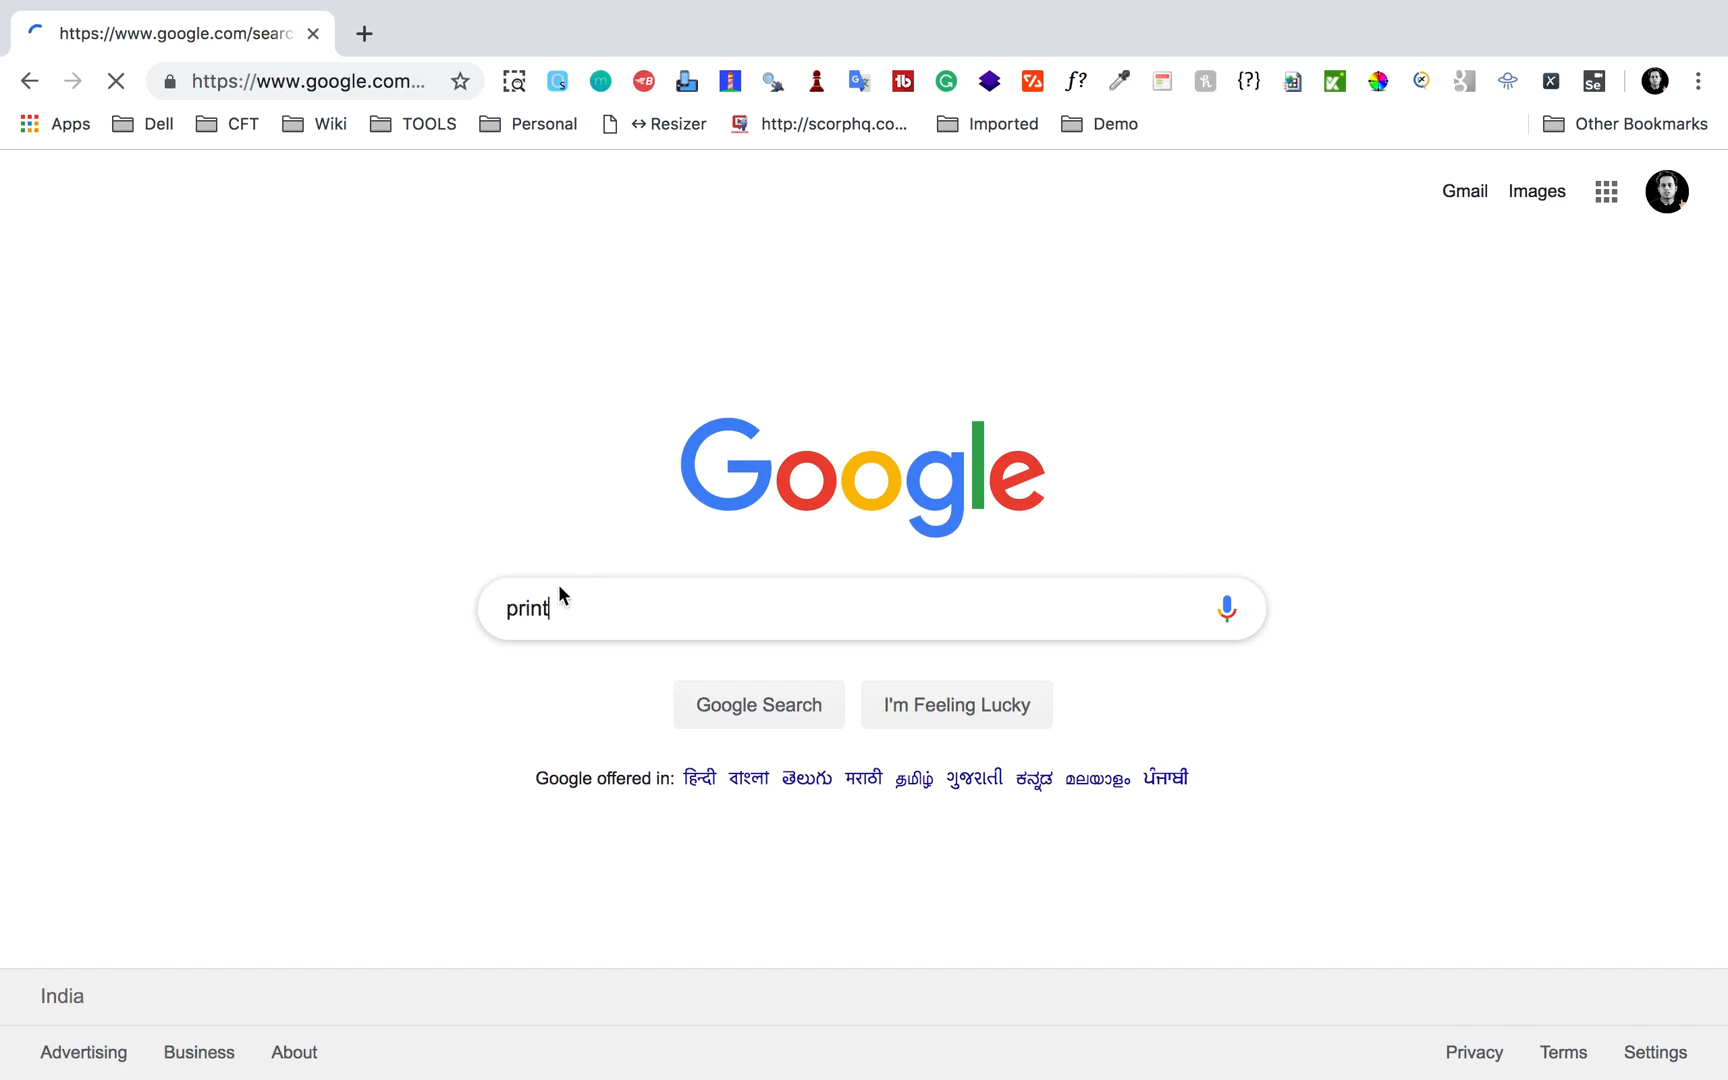 https://www.google.com/searc
https://www.google.com...
Apps Dell CFT Wiki TOOLS Personal ↔ Resizer http://scorphq.co... Imported Demo Other Bookmarks
Gmail Images
Google
print
Google Search I'm Feeling Lucky
Google offered in: हिन्दी বাংলা తెలుగు मराठी தமிழ் ગુજરાતી ಕನ್ನಡ മലയാളം ਪੰਜਾਬੀ
India
Advertising Business About Privacy Terms Settings